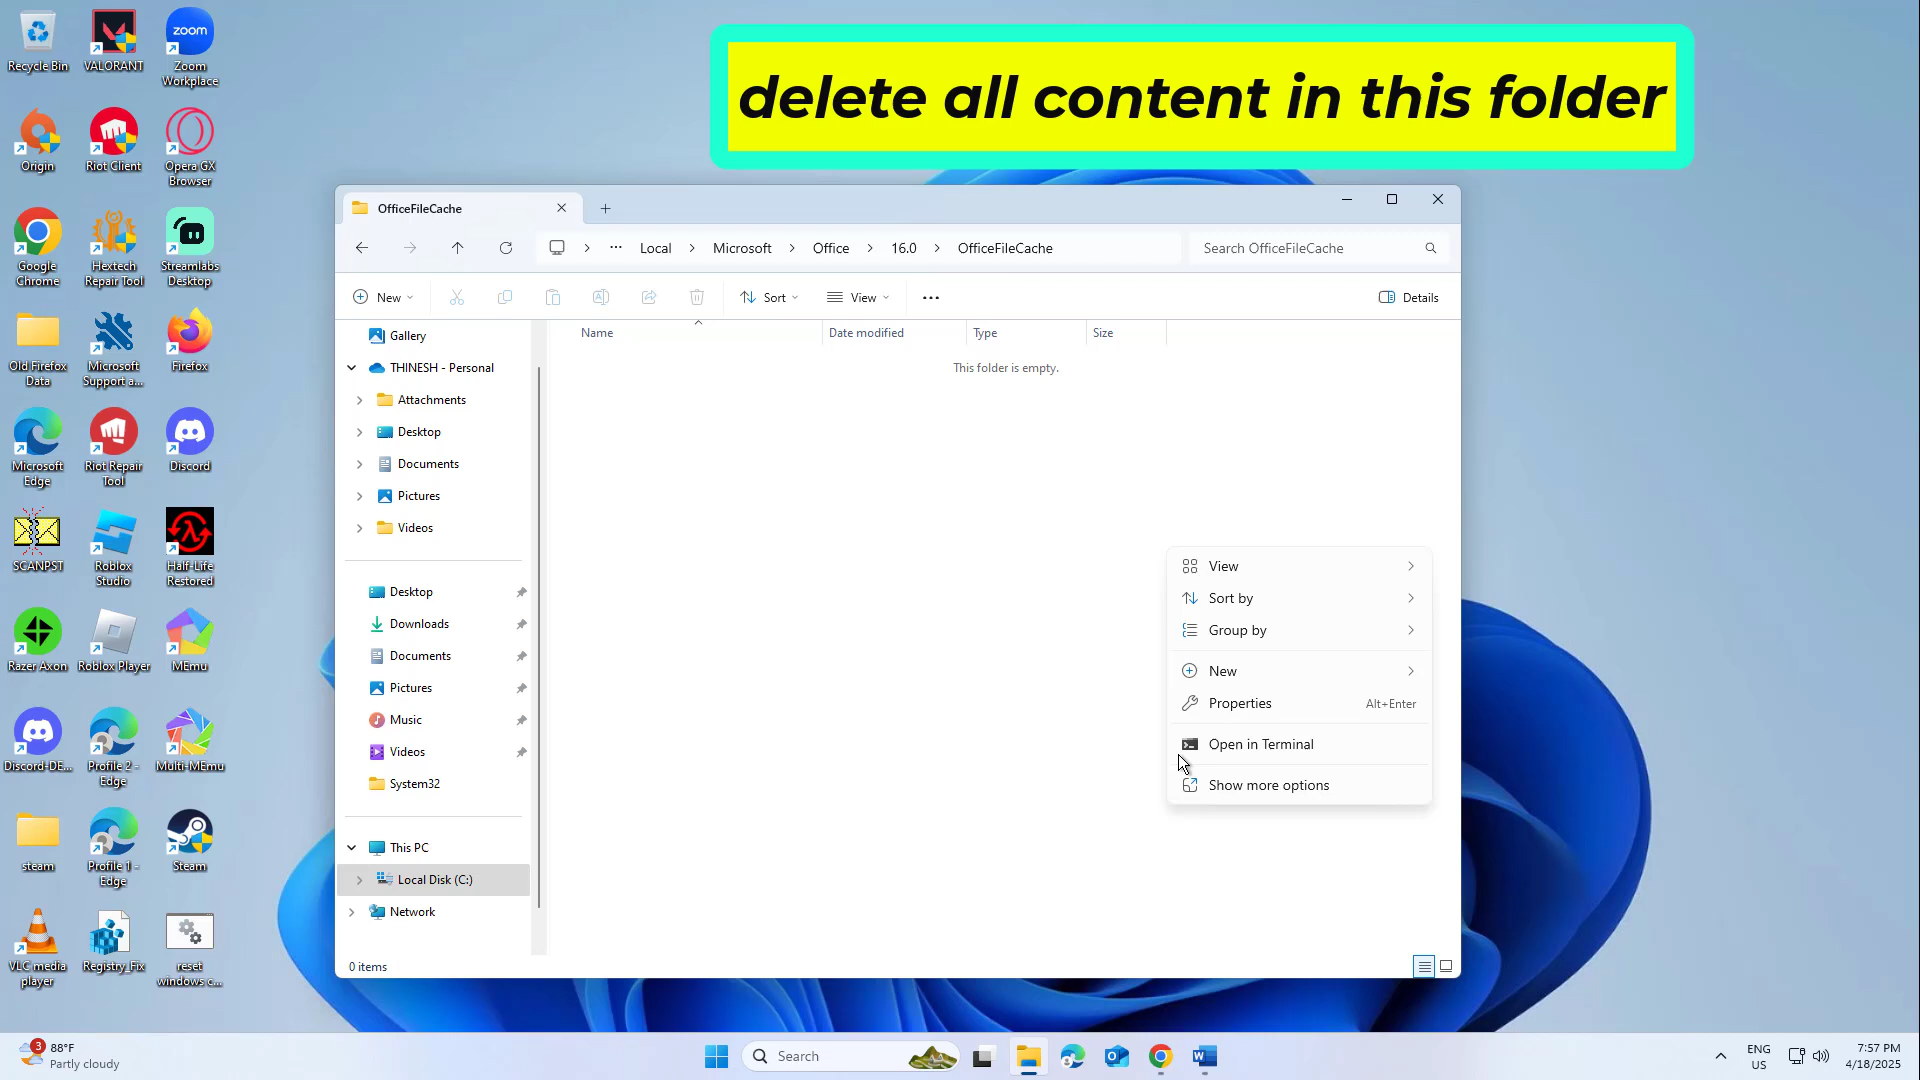 delete all content in this folder
Recycle Bin
VALORANT
Zoom
Workplace
Origin
Riot Client
Opera GX
Browser
Google
Chrome
Hextech
Repair Tool
Streamlabs
Desktop
Old Firefox
Data
Microsoft
Support a...
Firefox
Microsoft
Edge
Riot Repair
Tool
Discord
SCANPST
Roblox
Studio
Half-Life
Restored
Razer Axon
Roblox Player
MEmu
Discord-DE...
Profile 2 -
Edge
Multi-MEmu
steam
Profile 1 -
Edge
Steam
VLC media
player
Registry_Fix
reset
windows c...
zoom
OfficeFileCache
Local
Microsoft
Office
16.0
OfficeFileCache
Search OfficeFileCache
New
Sort
View
Details
Gallery
THINESH - Personal
Attachments
Desktop
Documents
Pictures
Videos
Desktop
Downloads
Documents
Pictures
Music
Videos
System32
This PC
Local Disk (C:)
Network
Name
Date modified
Type
Size
This folder is empty.
View
Sort by
Group by
New
Properties Alt+Enter
Open in Terminal
Show more options
0 items
3
88°F
Partly cloudy
Search
ENG
US
7:57 PM
4/18/2025